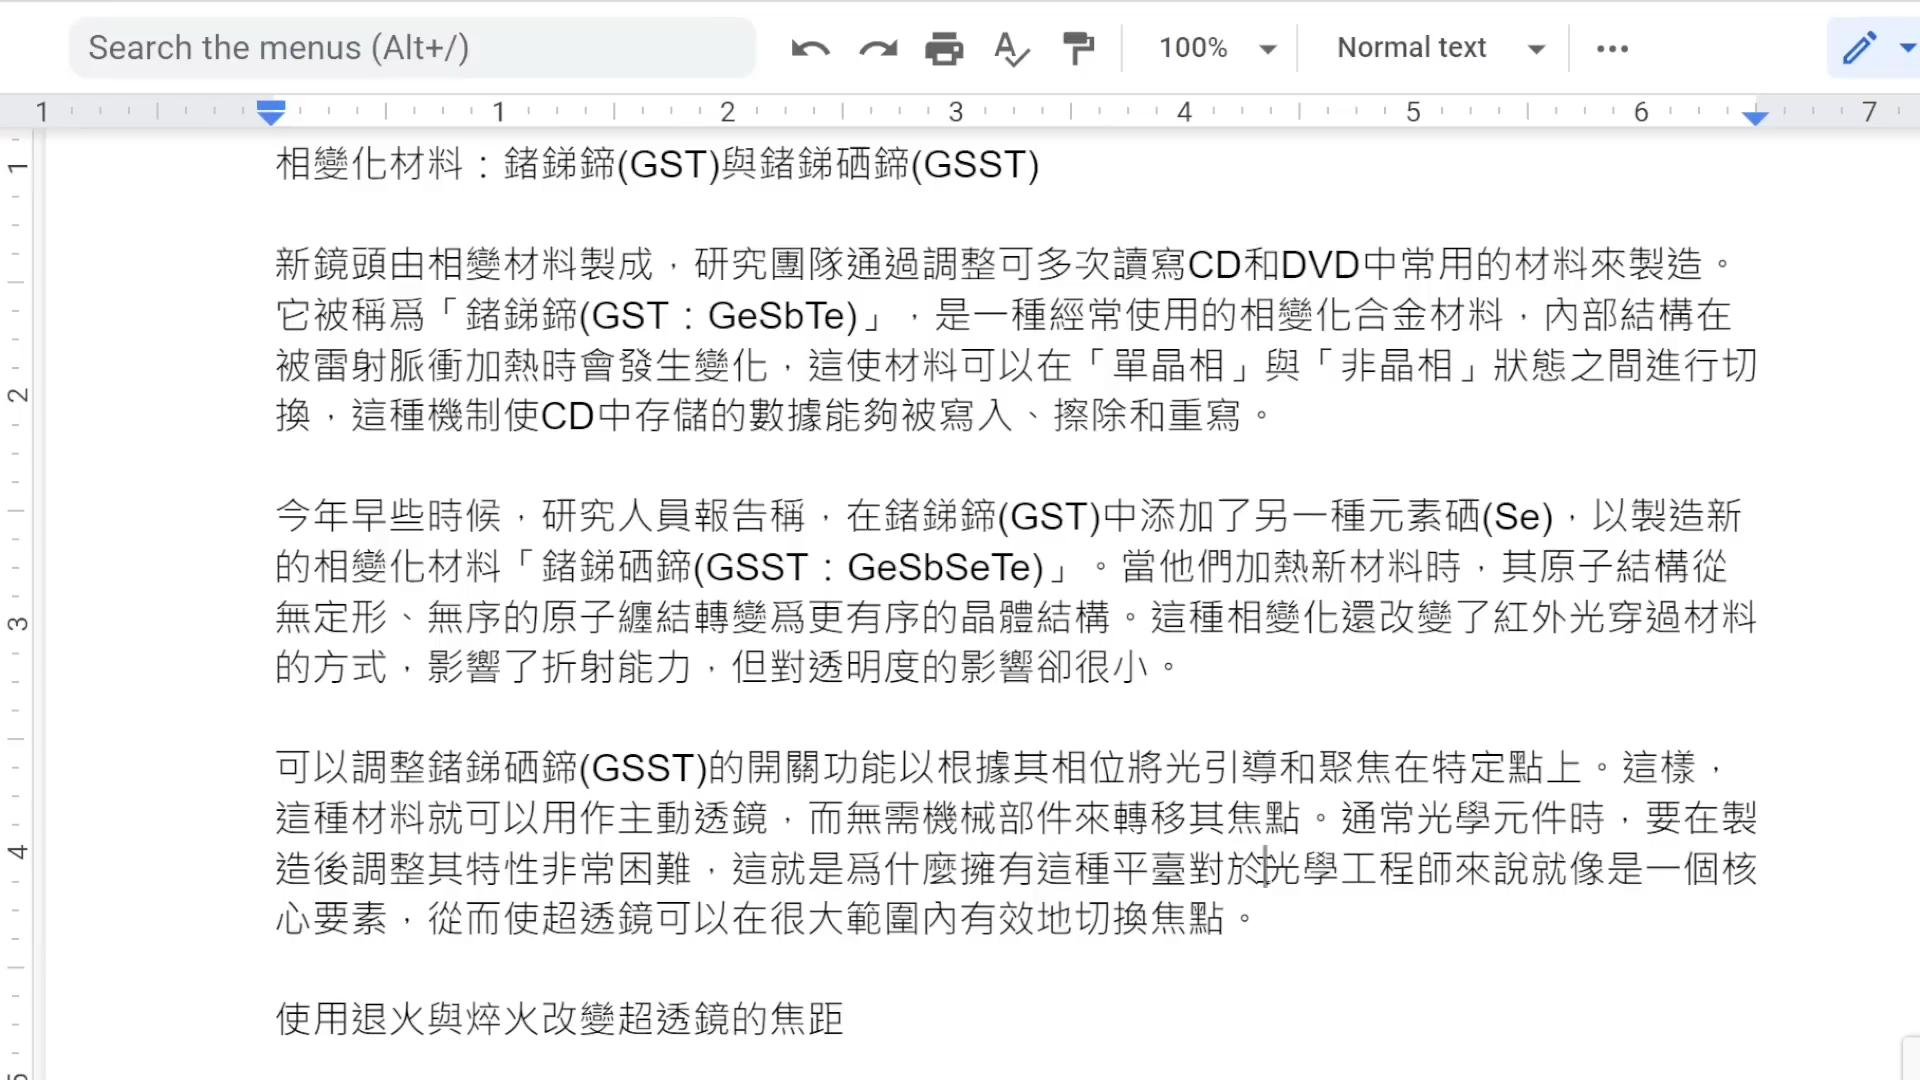 Search the menus (Alt+/)
100%
Normal text
1 1 2 3 4 5 6 7
1
2
3
4
相變化材料：鍺銻鍗(GST)與鍺銻硒鍗(GSST)
新鏡頭由相變材料製成，研究團隊通過調整可多次讀寫CD和DVD中常用的材料來製造。
它被稱爲「鍺銻鍗(GST：GeSbTe)」，是一種經常使用的相變化合金材料，內部結構在
被雷射脈衝加熱時會發生變化，這使材料可以在「單晶相」與「非晶相」狀態之間進行切
換，這種機制使CD中存儲的數據能夠被寫入、擦除和重寫。
今年早些時候，研究人員報告稱，在鍺銻鍗(GST)中添加了另一種元素硒(Se)，以製造新
的相變化材料「鍺銻硒鍗(GSST：GeSbSeTe)」。當他們加熱新材料時，其原子結構從
無定形、無序的原子纏結轉變爲更有序的晶體結構。這種相變化還改變了紅外光穿過材料
的方式，影響了折射能力，但對透明度的影響卻很小。
可以調整鍺銻硒鍗(GSST)的開關功能以根據其相位將光引導和聚焦在特定點上。這樣，
這種材料就可以用作主動透鏡，而無需機械部件來轉移其焦點。通常光學元件時，要在製
造後調整其特性非常困難，這就是爲什麼擁有這種平臺對於光學工程師來說就像是一個核
心要素，從而使超透鏡可以在很大範圍內有效地切換焦點。
使用退火與焠火改變超透鏡的焦距